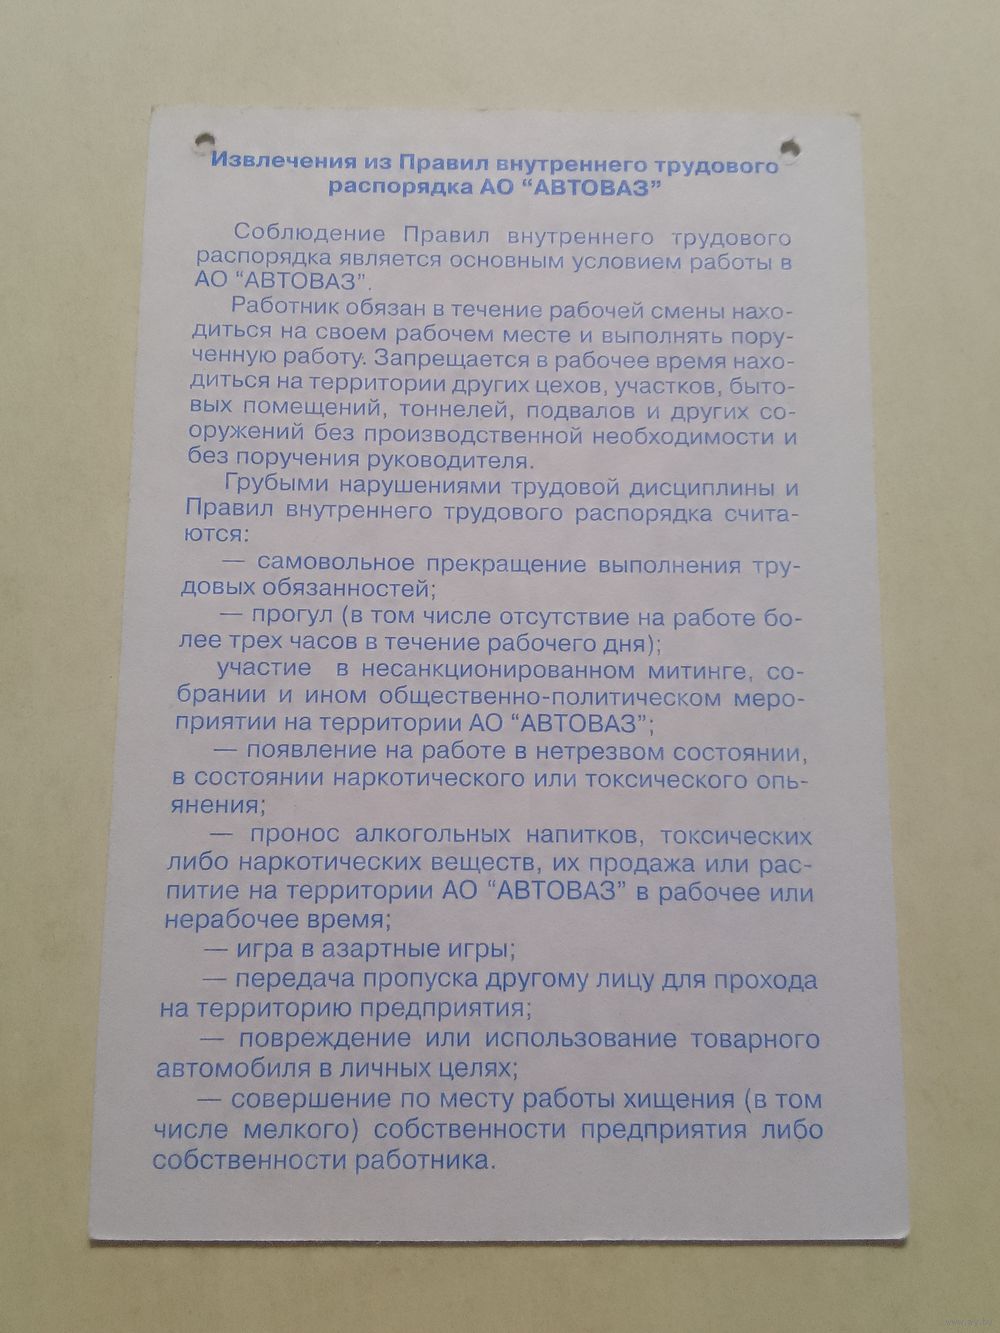 Извлечения из Правил внутреннего трудового
распорядка АО “АВТОВАЗ”
Соблюдение Правил внутреннего трудового
распорядка является основным условием работы в
АО “АВТОВАЗ”.
Работник обязан в течение рабочей смены нахо-
диться на своем рабочем месте и выполнять пору-
ченную работу. Запрещается в рабочее время нахо-
диться на территории других цехов, участков, быто-
вых помещений, тоннелей, подвалов и других со-
оружений без производственной необходимости и
без поручения руководителя.
Грубыми нарушениями трудовой дисциплины и
Правил внутреннего трудового распорядка счита-
ются:
— самовольное прекращение выполнения тру-
довых обязанностей;
— прогул (в том числе отсутствие на работе бо-
лее трех часов в течение рабочего дня);
участие в несанкционированном митинге, со-
брании и ином общественно-политическом меро-
приятии на территории АО “АВТОВАЗ”;
— появление на работе в нетрезвом состоянии,
в состоянии наркотического или токсического опь-
янения;
— пронос алкогольных напитков, токсических
либо наркотических веществ, их продажа или рас-
питие на территории АО “АВТОВАЗ” в рабочее или
нерабочее время;
— игра в азартные игры;
— передача пропуска другому лицу для прохода
на территорию предприятия;
— повреждение или использование товарного
автомобиля в личных целях;
— совершение по месту работы хищения (в том
числе мелкого) собственности предприятия либо
собственности работника.